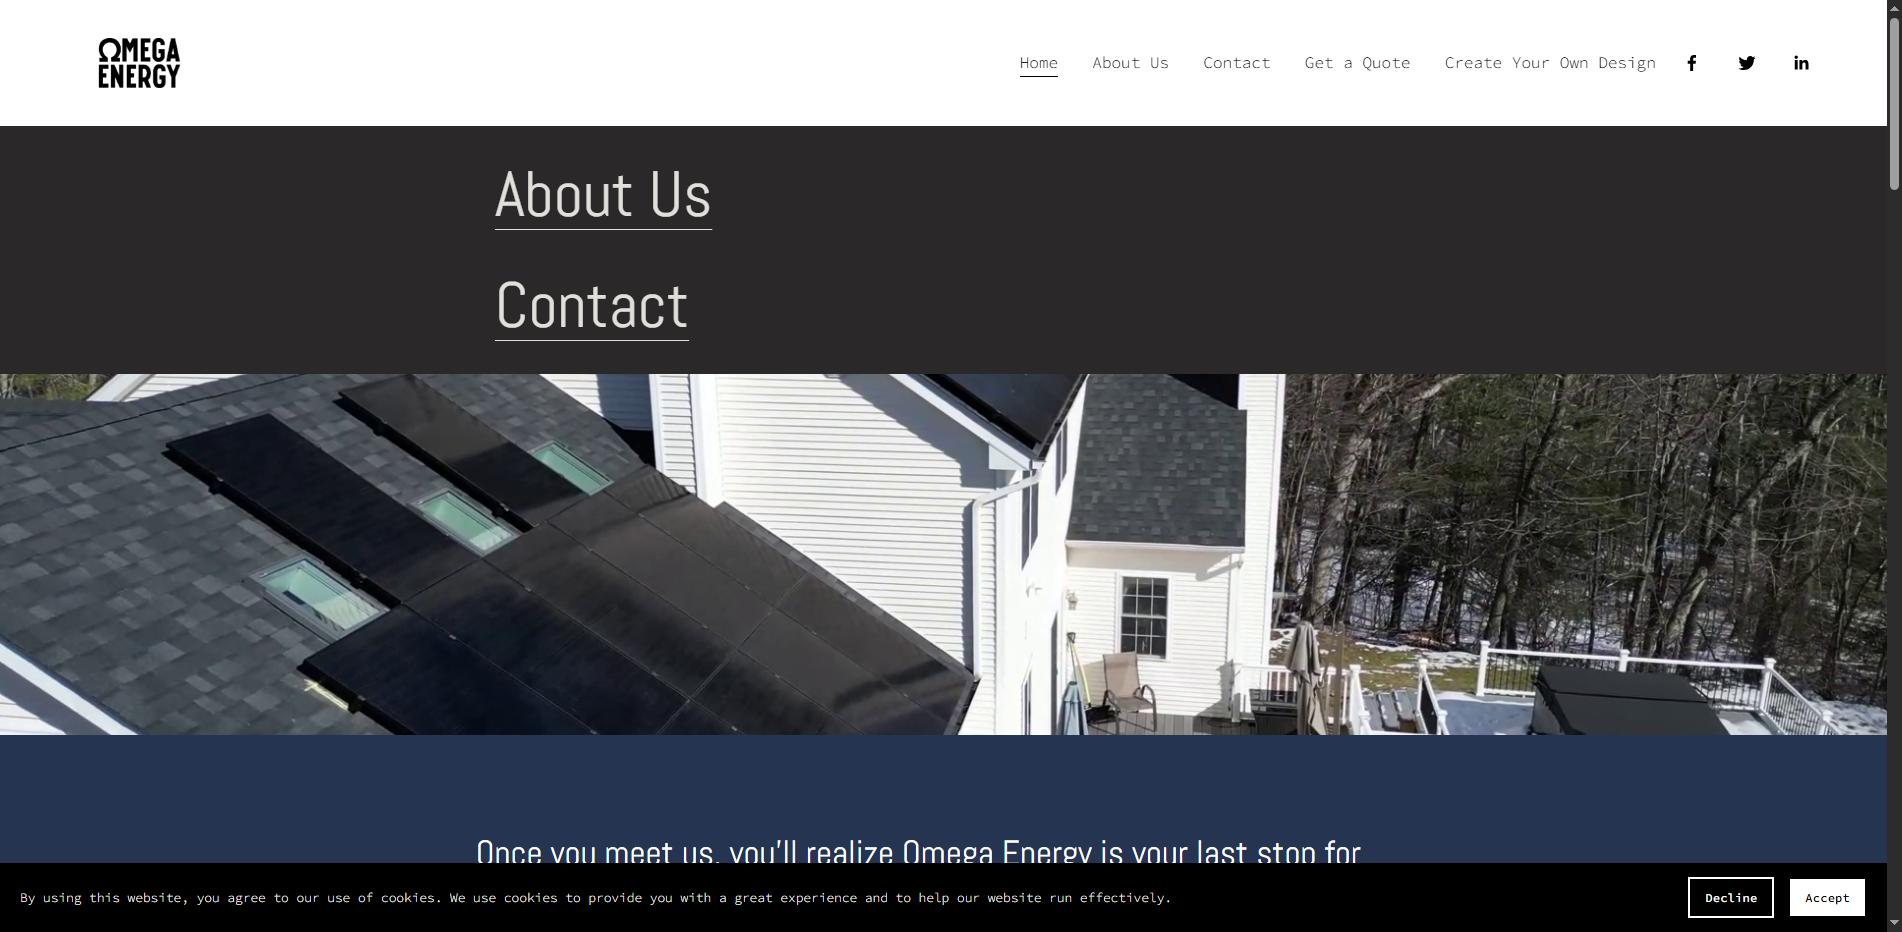 ΩMEGA
ENERGY
Home About Us Contact Get a Quote Create Your Own Design
About Us
Contact
Once you meet us, you'll realize Omega Energy is your last stop for
By using this website, you agree to our use of cookies. We use cookies to provide you with a great experience and to help our website run effectively.
Decline Accept